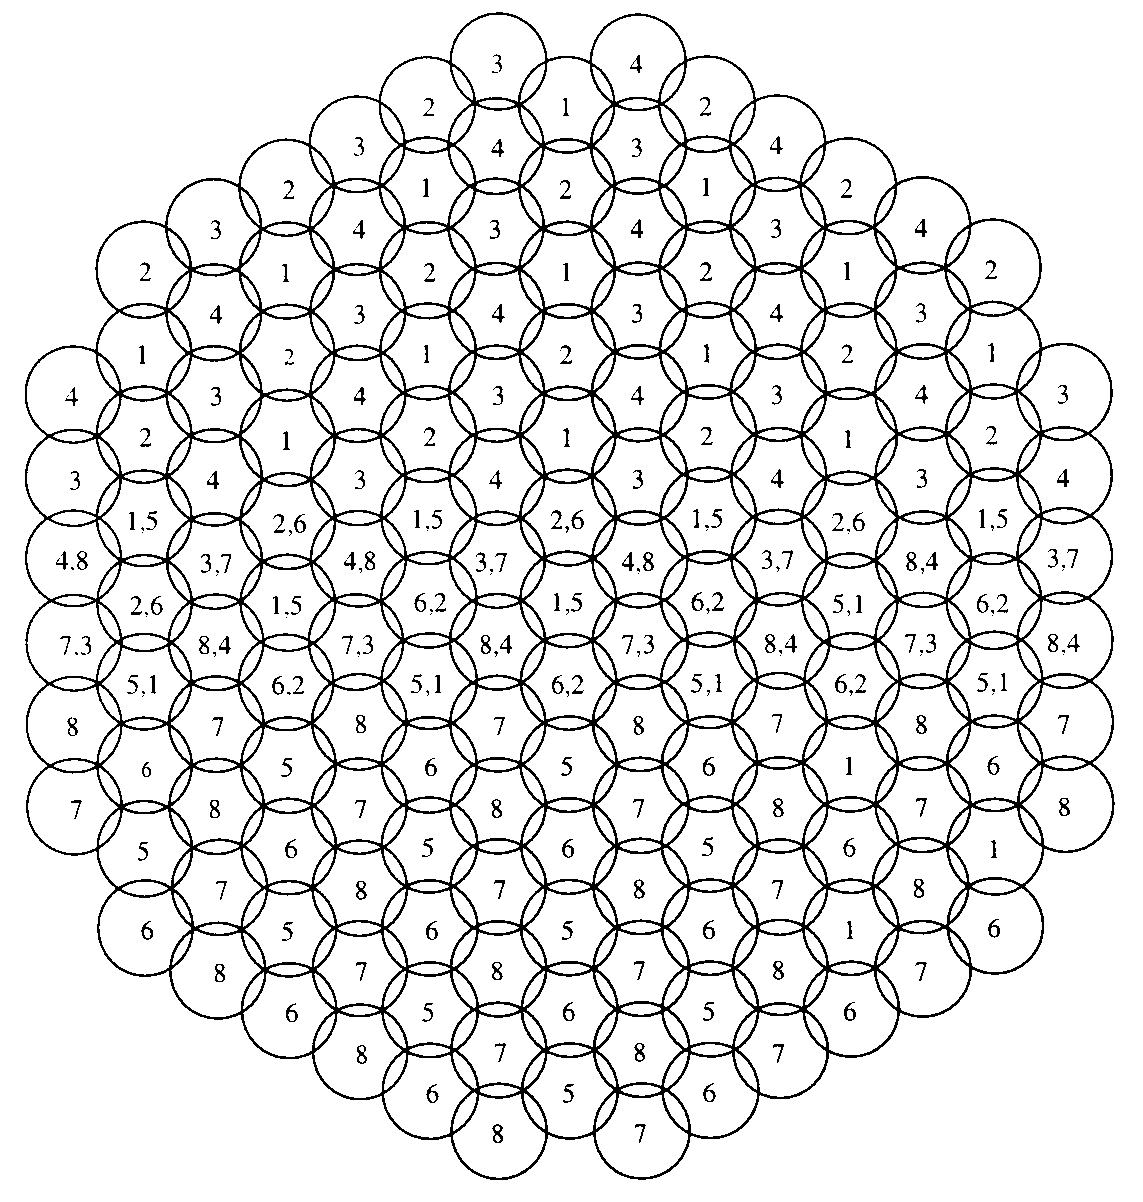 3 4
2 1 2
3 4 3 4
2 1 2 1 2
3 4 3 4 3 4
2 1 2 1 2 1 2
4 3 4 3 4 3
1 2 1 2 1 2 1
4 3 4 3 4 3 4 3
2 1 2 1 2 1 2
3 4 3 4 3 4 3 4
1,5 2,6 1,5 2,6 1,5 2,6 1,5
4.8 3,7 4,8 3,7 4,8 3,7 8,4 3,7
2,6 1,5 6,2 1,5 6,2 5,1 6,2
7.3 8,4 7,3 8,4 7,3 8,4 7,3 8,4
5,1 6,2 5,1 6,2 5,1 6,2 5,1
8 7 8 7 8 7 8 7
6 5 6 5 6 1 6
7 8 7 8 7 8 7 8
5 6 5 6 5 6 1
7 8 7 8 7 8
6 5 6 5 6 1 6
8 7 8 7 8 7
6 5 6 5 6
8 7 8 7
6 5 6
8 7